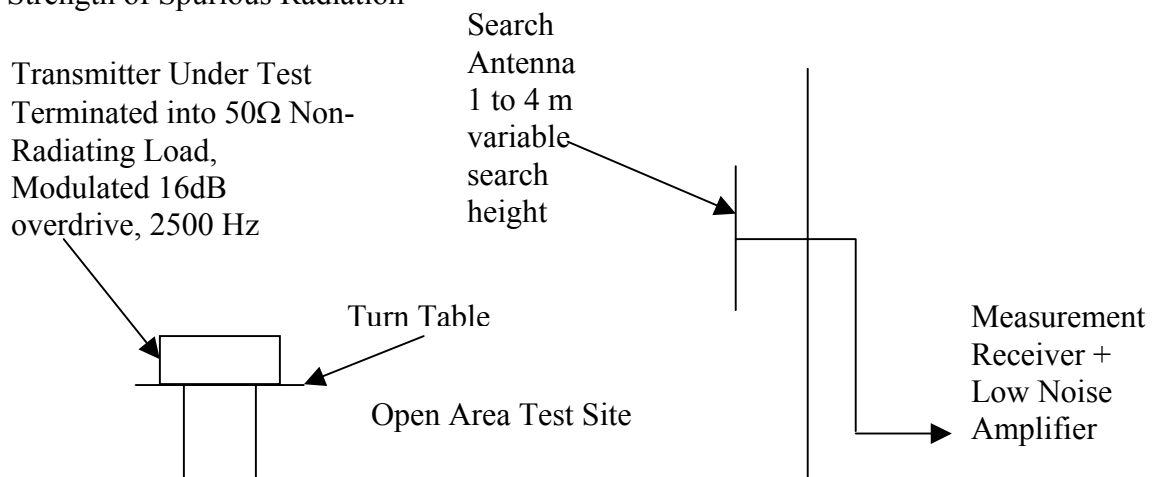 Strength of Spurious Radiation
Transmitter Under Test
Terminated into 50Ω Non-
Radiating Load,
Modulated 16dB
overdrive, 2500 Hz
Search
Antenna
1 to 4 m
variable
search
height
Turn Table
Open Area Test Site
Measurement
Receiver +
Low Noise
Amplifier